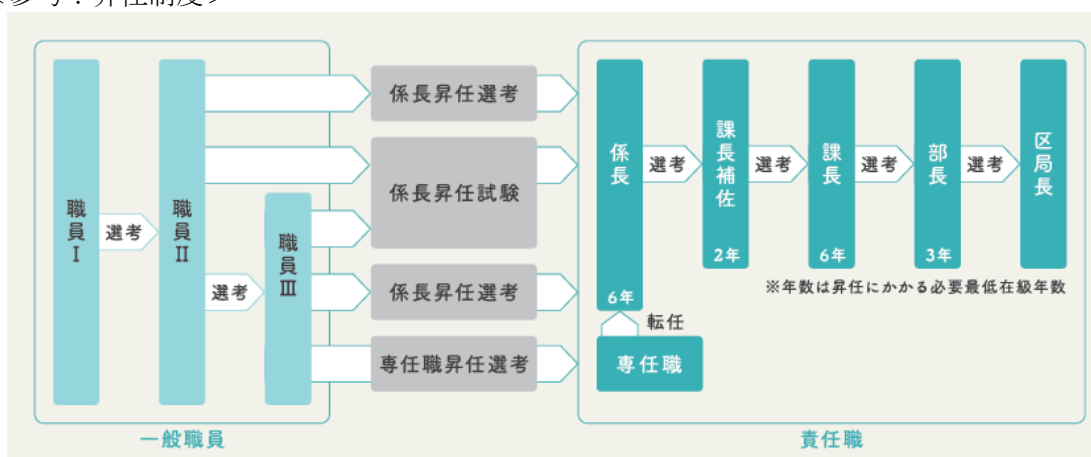 職員Ⅰ
選考
職員Ⅱ
選考
職員Ⅲ
一般職員
係長昇任選考
係長昇任試験
係長昇任選考
専任職昇任選考
係長
6年
選考
課長補佐
2年
選考
課長
6年
選考
部長
3年
選考
区局長
※年数は昇任にかかる必要最低在級年数
転任
専任職
責任職